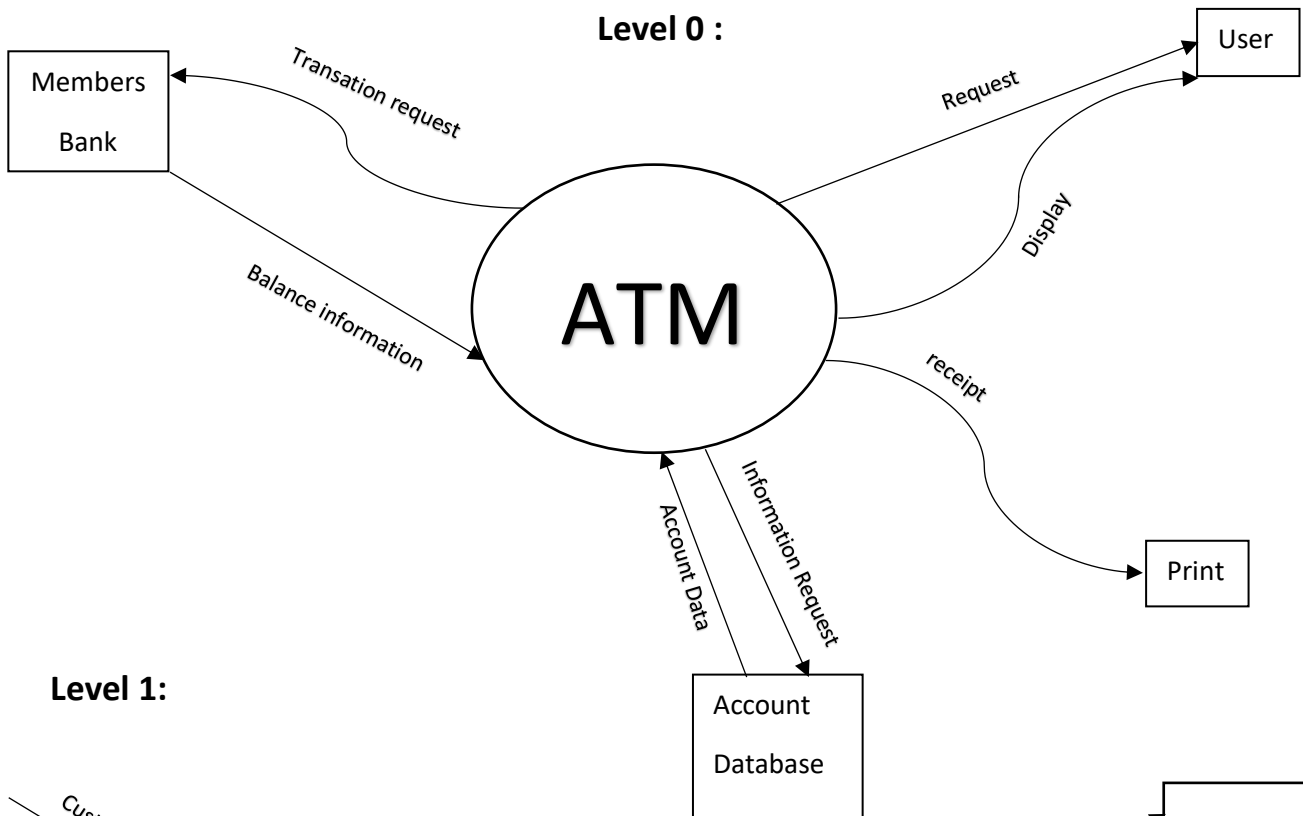 Level 0 :
User
Members
Bank
Transation request
Request
Display
Balance information
ATM
receipt
Account Data
Information Request
Print
Level 1:
Account
Database